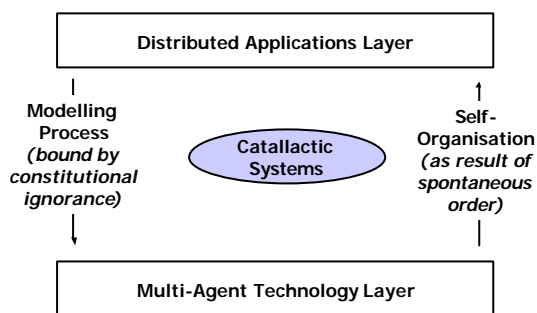 Distributed Applications Layer
Modelling
Process
(bound by
constitutional
ignorance)
Catallactic
Systems
Self-
Organisation
(as result of
spontaneous
order)
Multi-Agent Technology Layer